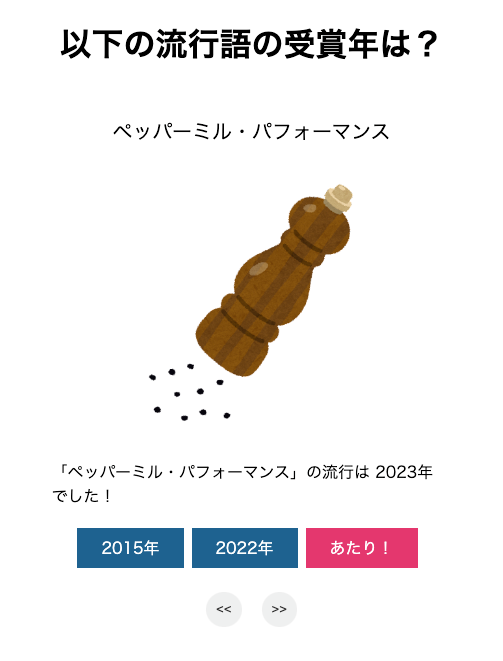 以下の流行語の受賞年は？
ペッパーミル・パフォーマンス
「ペッパーミル・パフォーマンス」の流行は 2023年
でした！
2015年 2022年 あたり！
<< >>